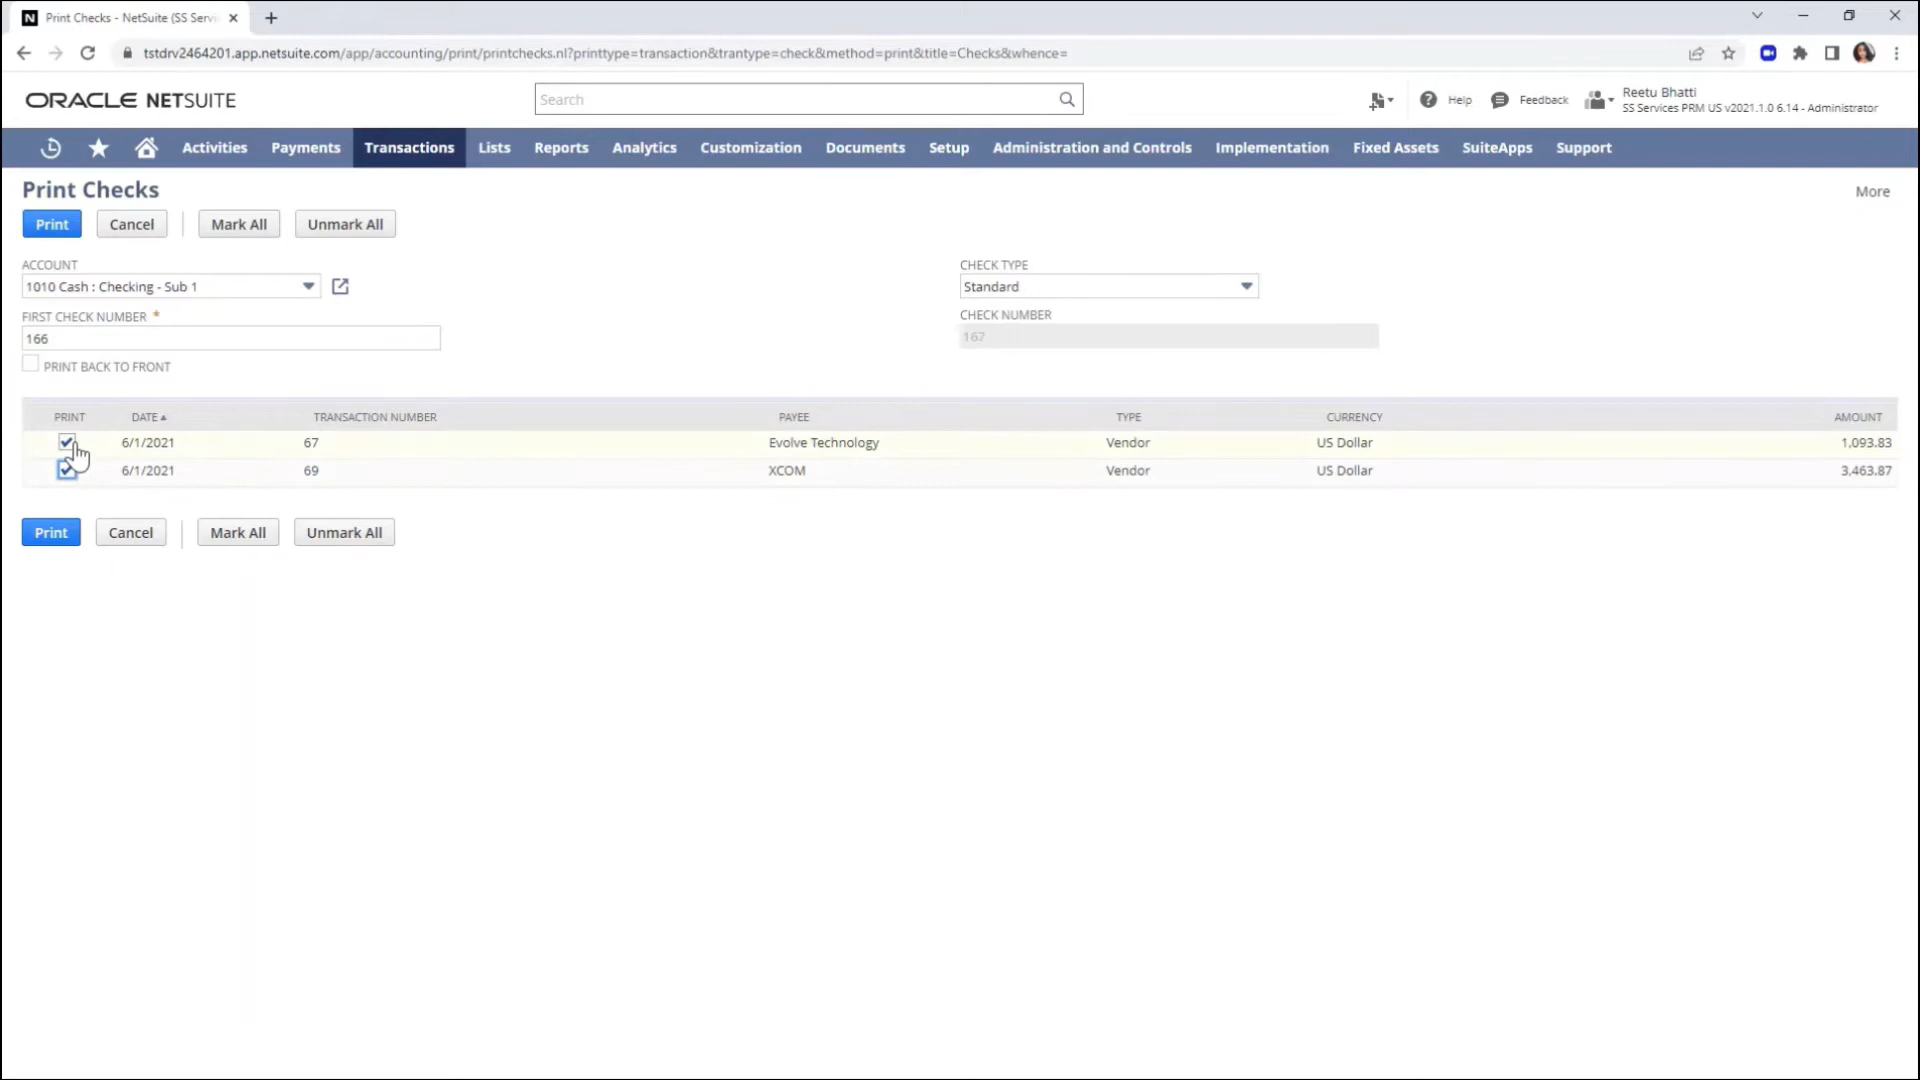 Print Checks - NetSuite (SS Servi
tstdrv2464201.app.netsuite.com/app/accounting/print/printchecks.nl?printtype=transaction&trantype=check&method=print&title=Checks&whence=
ORACLE NETSUITE
Search
Help
Feedback
Reetu Bhatti
SS Services PRM US v2021.1.0 6.14 - Administrator
Activities Payments Transactions Lists Reports Analytics Customization Documents Setup Administration and Controls Implementation Fixed Assets SuiteApps Support
Print Checks
More
Print Cancel Mark All Unmark All
ACCOUNT
1010 Cash : Checking - Sub 1
FIRST CHECK NUMBER *
166
PRINT BACK TO FRONT
CHECK TYPE
Standard
CHECK NUMBER
167
PRINT DATE TRANSACTION NUMBER PAYEE TYPE CURRENCY AMOUNT
6/1/2021 67 Evolve Technology Vendor US Dollar 1,093.83
6/1/2021 69 XCOM Vendor US Dollar 3,463.87
Print Cancel Mark All Unmark All